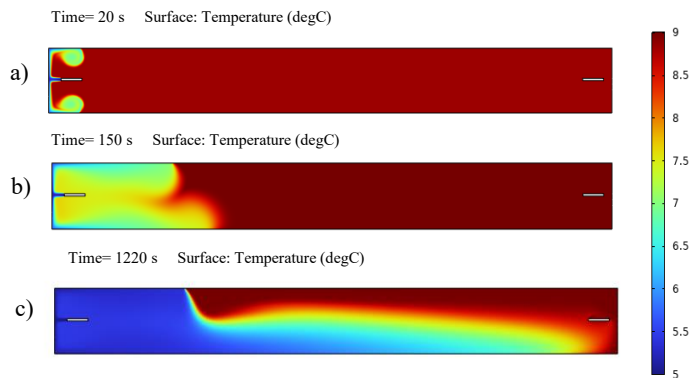 Time= 20 s Surface: Temperature (degC)
a)
Time= 150 s Surface: Temperature (degC)
b)
Time= 1220 s Surface: Temperature (degC)
c)
9
8.5
8
7.5
7
6.5
6
5.5
5